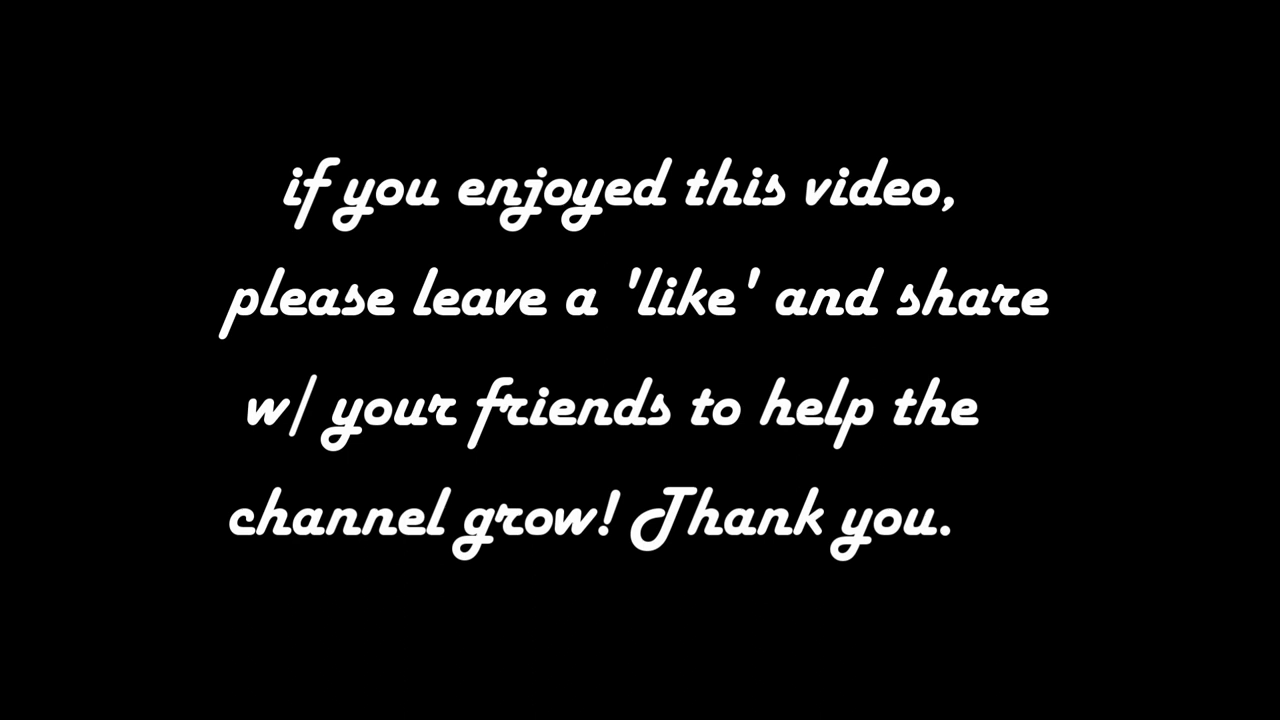 if you enjoyed this video,
please leave a 'like' and share
w/ your friends to help the
channel grow! Thank you.